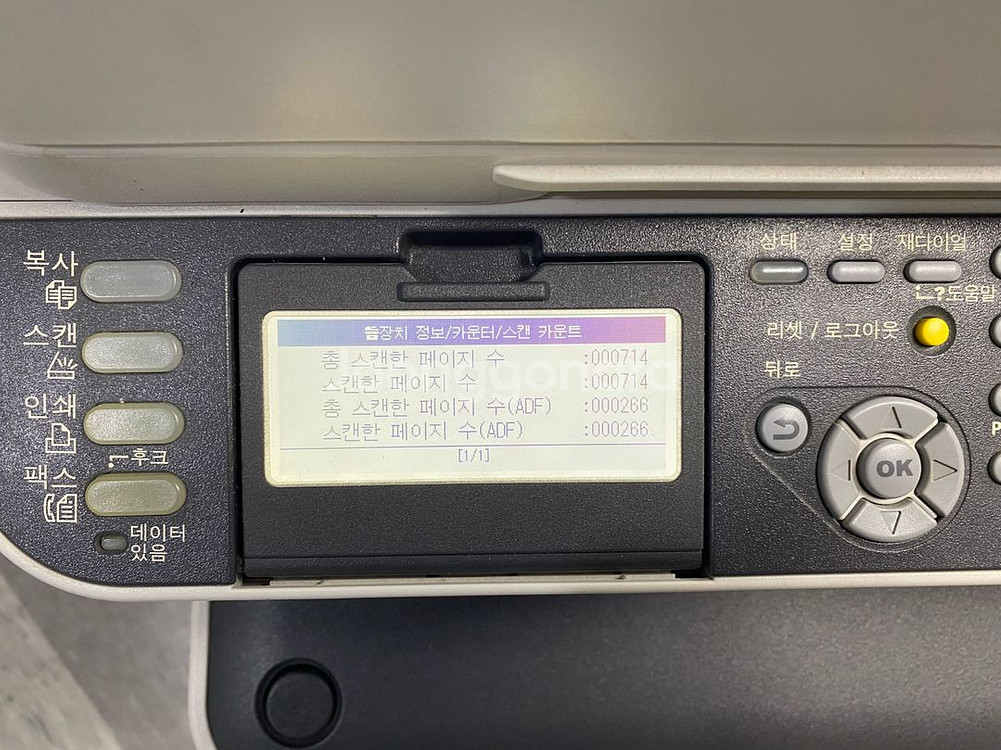 복사
스캔
인쇄
후크
팩스
데이터
있음
장치 정보/카운터/스캔 카운트
총 스캔한 페이지 수 :000714
스캔한 페이지 수 :000714
총 스캔한 페이지 수(ADF) :000266
스캔한 페이지 수(ADF) :000266
[1/1]
상태 설정 재다이얼
?도움말
리셋 / 로그아웃
뒤로
OK
P